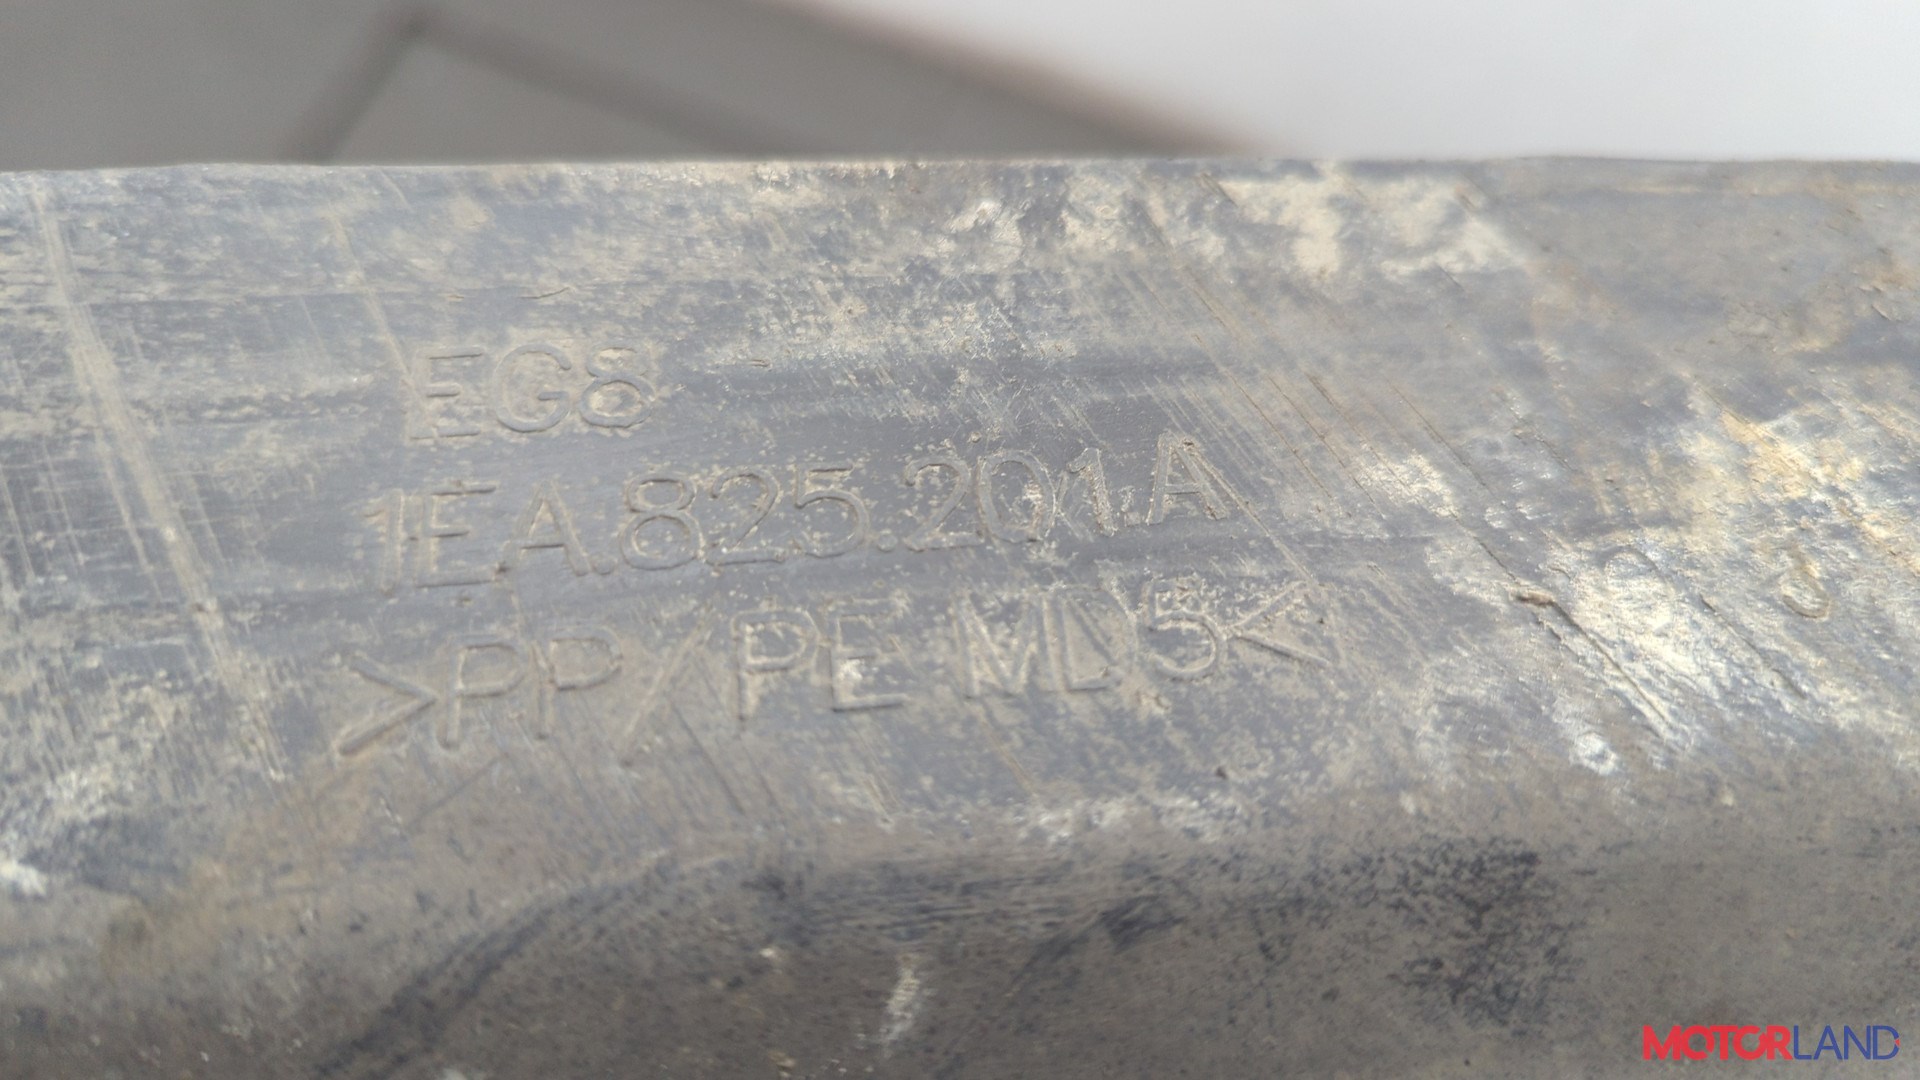 EG8
1EA.825.201.A
>PP/PE MD5<
MOTORLAND